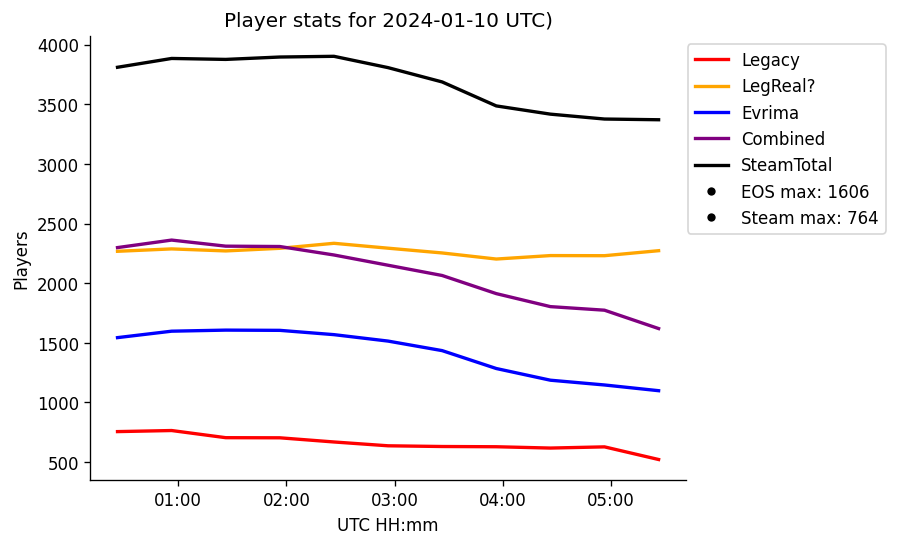 Player stats for 2024-01-10 UTC)
4000
3500
3000
2500
2000
1500
1000
500
Players
01:00 02:00 03:00 04:00 05:00
UTC HH:mm
Legacy
LegReal?
Evrima
Combined
SteamTotal
EOS max: 1606
Steam max: 764